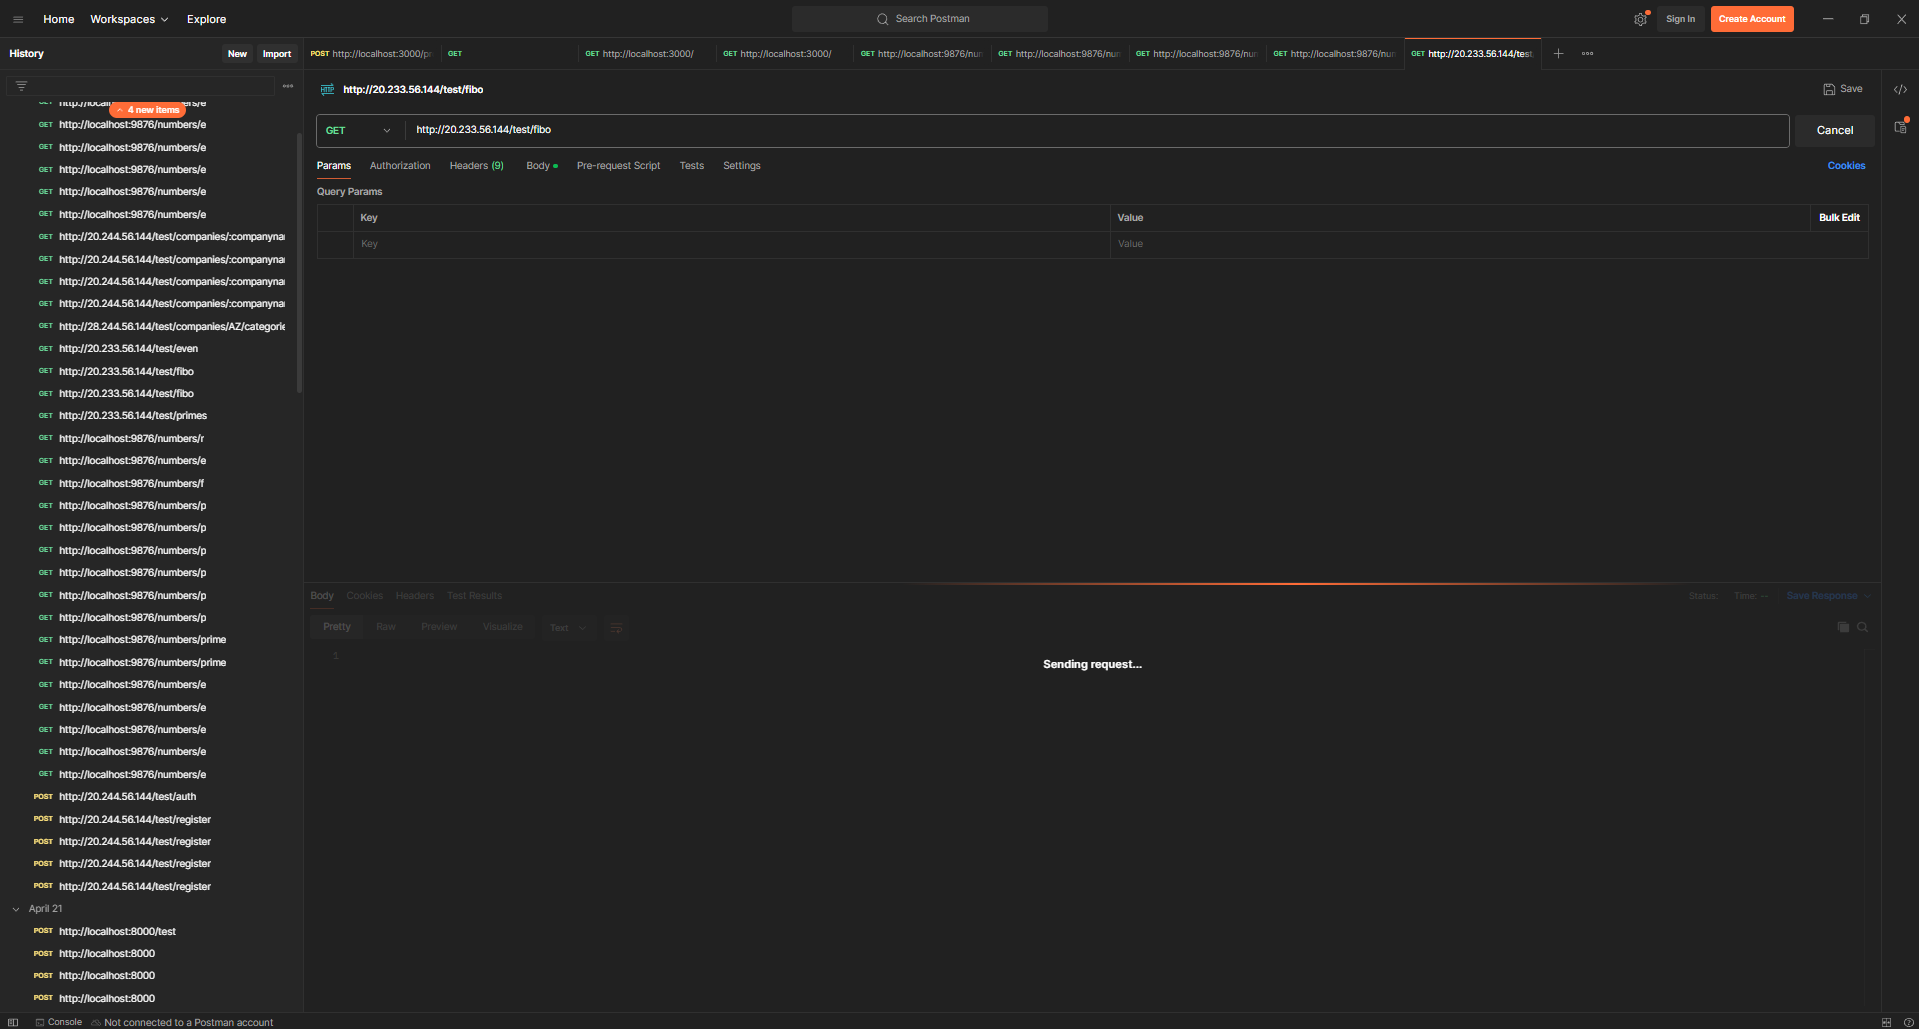 Home Workspaces Explore Search Postman Sign In Create Account
History New Import
POST http://localhost:3000/pr GET GET http://localhost:3000/ GET http://localhost:3000/ GET http://localhost:9876/nun GET http://localhost:9876/nun GET http://localhost:9876/nun GET http://localhost:9876/nun GET http://20.233.56.144/test,
4 new items
GET http://localhost:9876/numbers/e
GET http://localhost:9876/numbers/e
GET http://localhost:9876/numbers/e
GET http://localhost:9876/numbers/e
GET http://localhost:9876/numbers/e
GET http://20.244.56.144/test/companies/:companyna
GET http://20.244.56.144/test/companies/:companyna
GET http://20.244.56.144/test/companies/:companyna
GET http://20.244.56.144/test/companies/:companyna
GET http://28.244.56.144/test/companies/AZ/categorie
GET http://20.233.56.144/test/even
GET http://20.233.56.144/test/fibo
GET http://20.233.56.144/test/fibo
GET http://20.233.56.144/test/primes
GET http://localhost:9876/numbers/r
GET http://localhost:9876/numbers/e
GET http://localhost:9876/numbers/f
GET http://localhost:9876/numbers/p
GET http://localhost:9876/numbers/p
GET http://localhost:9876/numbers/p
GET http://localhost:9876/numbers/p
GET http://localhost:9876/numbers/p
GET http://localhost:9876/numbers/p
GET http://localhost:9876/numbers/prime
GET http://localhost:9876/numbers/prime
GET http://localhost:9876/numbers/e
GET http://localhost:9876/numbers/e
GET http://localhost:9876/numbers/e
GET http://localhost:9876/numbers/e
GET http://localhost:9876/numbers/e
POST http://20.244.56.144/test/auth
POST http://20.244.56.144/test/register
POST http://20.244.56.144/test/register
POST http://20.244.56.144/test/register
POST http://20.244.56.144/test/register
April 21
POST http://localhost:8000/test
POST http://localhost:8000
POST http://localhost:8000
POST http://localhost:8000
HTTP http://20.233.56.144/test/fibo Save
GET http://20.233.56.144/test/fibo Cancel
Params Authorization Headers (9) Body Pre-request Script Tests Settings Cookies
Query Params
Key Value Bulk Edit
Key Value
Body Cookies Headers Test Results Status: Time: -- Save Response
Pretty Raw Preview Visualize Text
1
Sending request...
Console Not connected to a Postman account